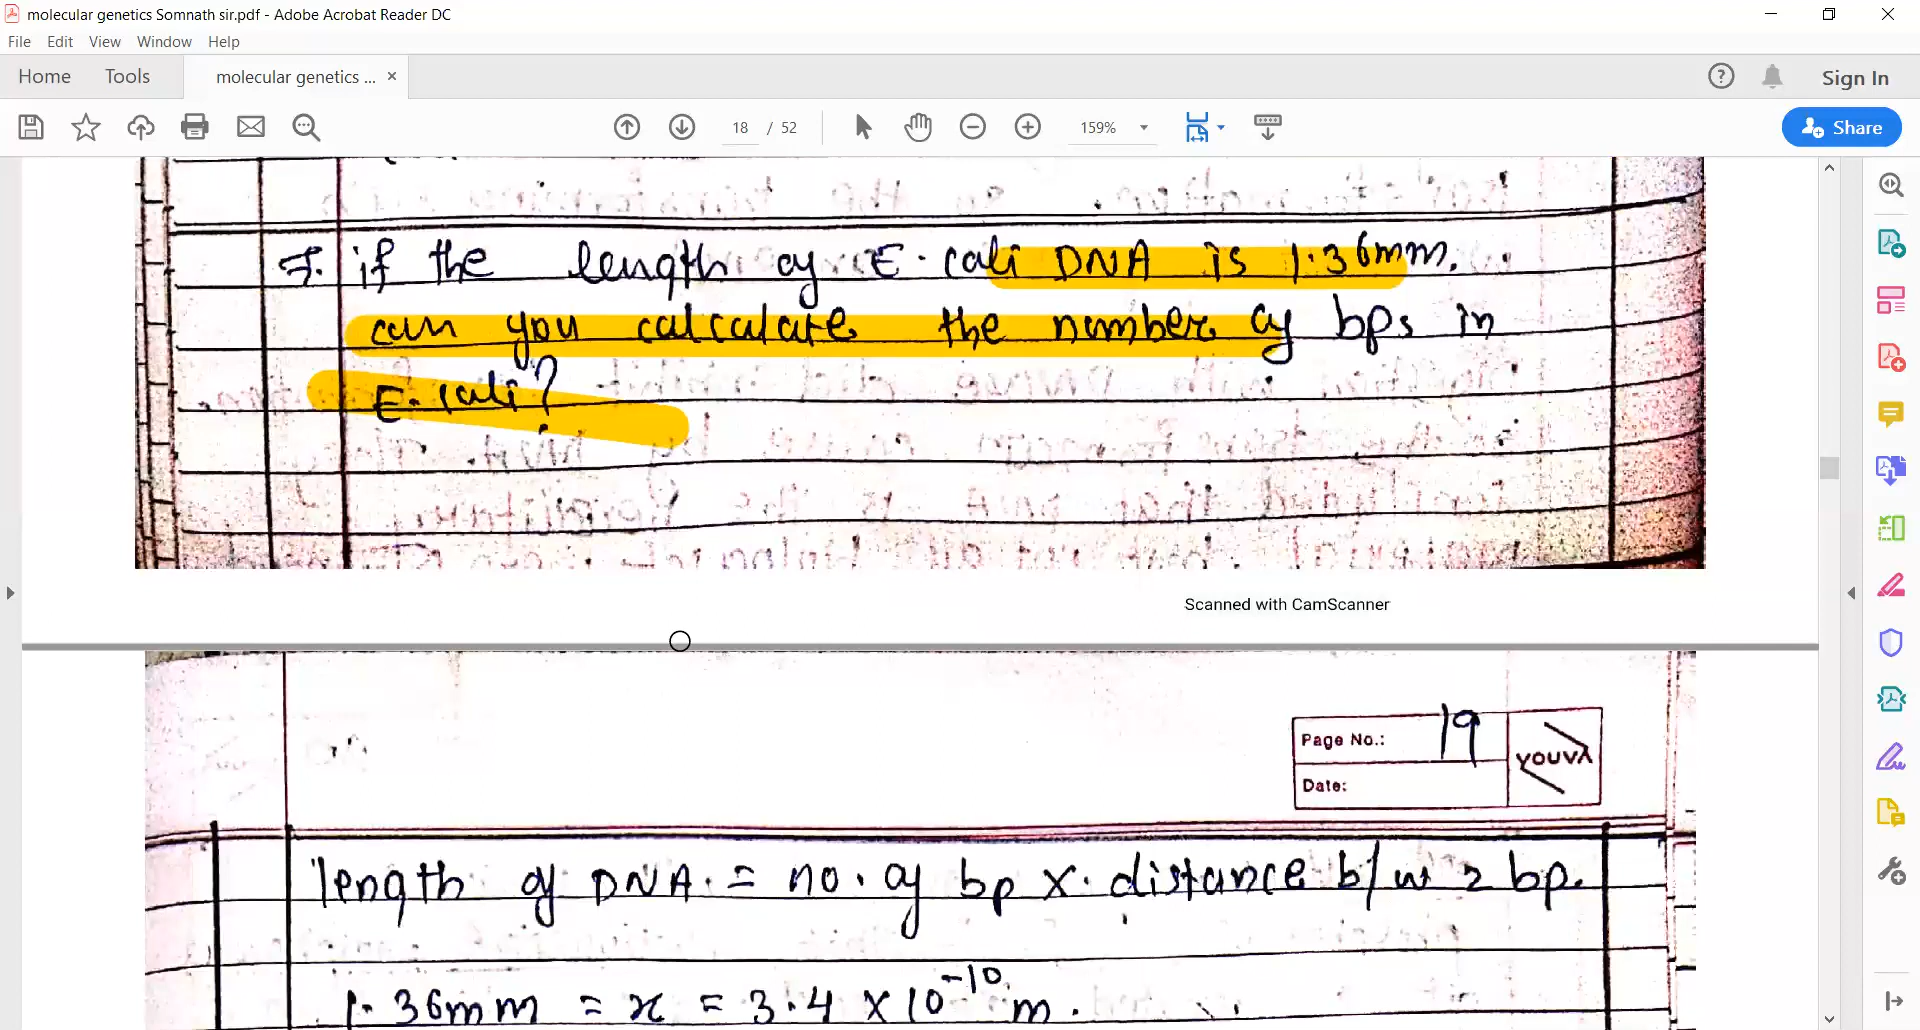 molecular genetics Somnath sir.pdf - Adobe Acrobat Reader DC
File Edit View Window Help
Home Tools molecular genetics ... ×
Sign In
18 / 52 159% Share
if the length of E. coli DNA is 1.36mm.
can you calculate the number of bps in
E. coli?
Scanned with CamScanner
Page No.: 19
YOUVA
Date:
length of DNA. = no. of bp x. distance b/w 2 bp.
1.36mm = x = 3.4 x 10⁻¹⁰ m.